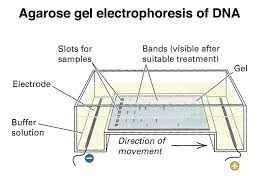 Agarose gel electrophoresis of DNA
Slots for
samples
Bands (visible after
suitable treatment)
Gel
Electrode
Buffer
solution
Direction of
movement
−
+